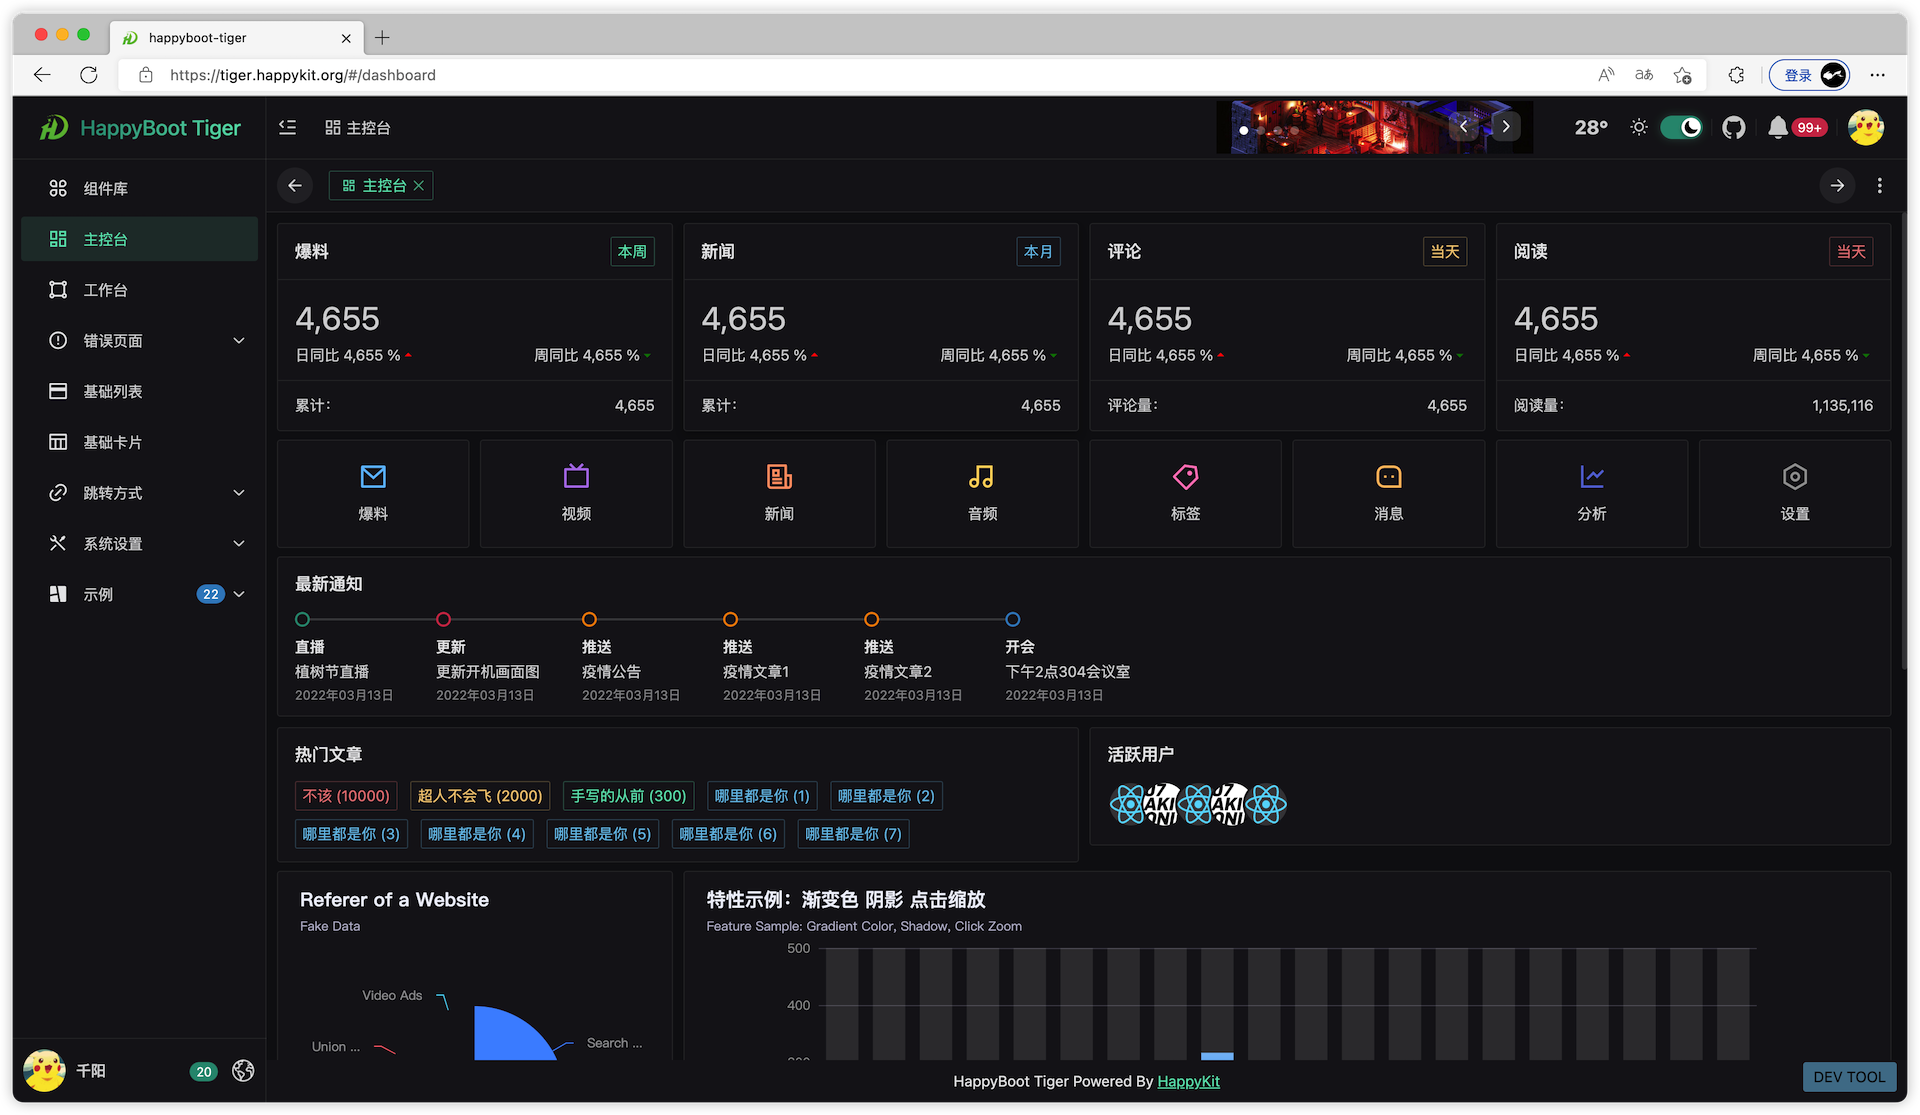 happyboot-tiger
https://tiger.happykit.org/#/dashboard
登录
HappyBoot Tiger
主控台
28°
99+
组件库
主控台
工作台
错误页面
基础列表
基础卡片
跳转方式
系统设置
示例 22
主控台
爆料 本周
4,655
日同比 4,655 % 周同比 4,655 %
累计: 4,655
新闻 本月
4,655
日同比 4,655 % 周同比 4,655 %
累计: 4,655
评论 当天
4,655
日同比 4,655 % 周同比 4,655 %
评论量: 4,655
阅读 当天
4,655
日同比 4,655 % 周同比 4,655 %
阅读量: 1,135,116
爆料
视频
新闻
音频
标签
消息
分析
设置
最新通知
直播
植树节直播
2022年03月13日
更新
更新开机画面图
2022年03月13日
推送
疫情公告
2022年03月13日
推送
疫情文章1
2022年03月13日
推送
疫情文章2
2022年03月13日
开会
下午2点304会议室
2022年03月13日
热门文章
不该 (10000) 超人不会飞 (2000) 手写的从前 (300) 哪里都是你 (1) 哪里都是你 (2)
哪里都是你 (3) 哪里都是你 (4) 哪里都是你 (5) 哪里都是你 (6) 哪里都是你 (7)
活跃用户
Referer of a Website
Fake Data
Video Ads
Union ...
Search ...
特性示例：渐变色 阴影 点击缩放
Feature Sample: Gradient Color, Shadow, Click Zoom
500
400
千阳
20
HappyBoot Tiger Powered By HappyKit
DEV TOOL